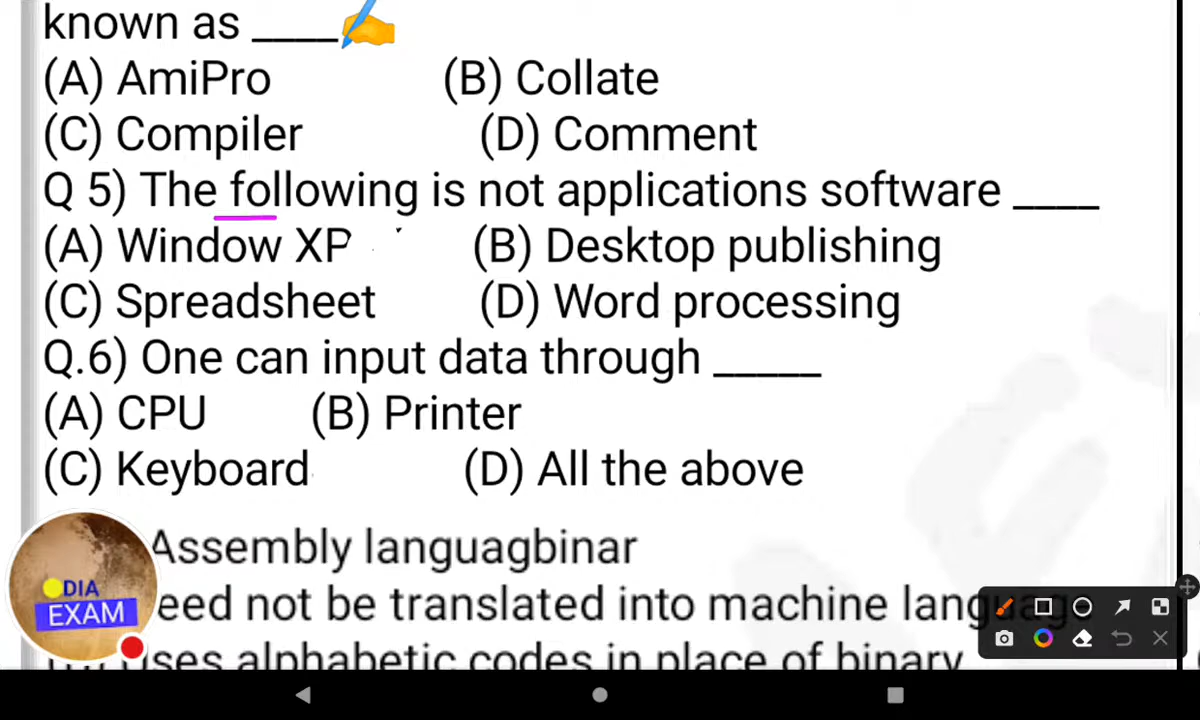 known as ____
(A) AmiPro (B) Collate
(C) Compiler (D) Comment
Q 5) The following is not applications software ____
(A) Window XP (B) Desktop publishing
(C) Spreadsheet (D) Word processing
Q.6) One can input data through _____
(A) CPU (B) Printer
(C) Keyboard (D) All the above
Assembly languagbinar
eed not be translated into machine language
uses alphabetic codes in place of binary
DIA
EXAM